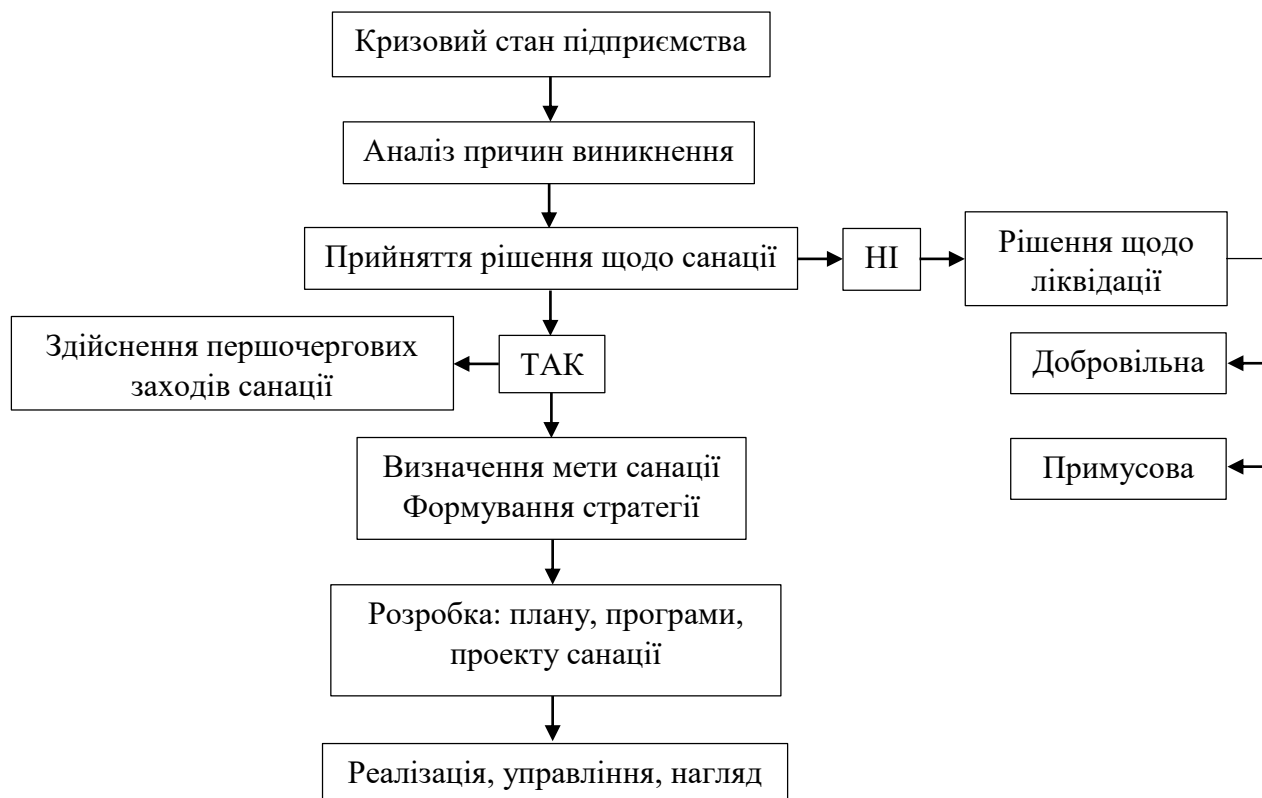 Кризовий стан підприємства
Аналіз причин виникнення
Прийняття рішення щодо санації
НІ
Рішення щодо
ліквідації
Здійснення першочергових
заходів санації
ТАК
Добровільна
Визначення мети санації
Формування стратегії
Примусова
Розробка: плану, програми,
проекту санації
Реалізація, управління, нагляд